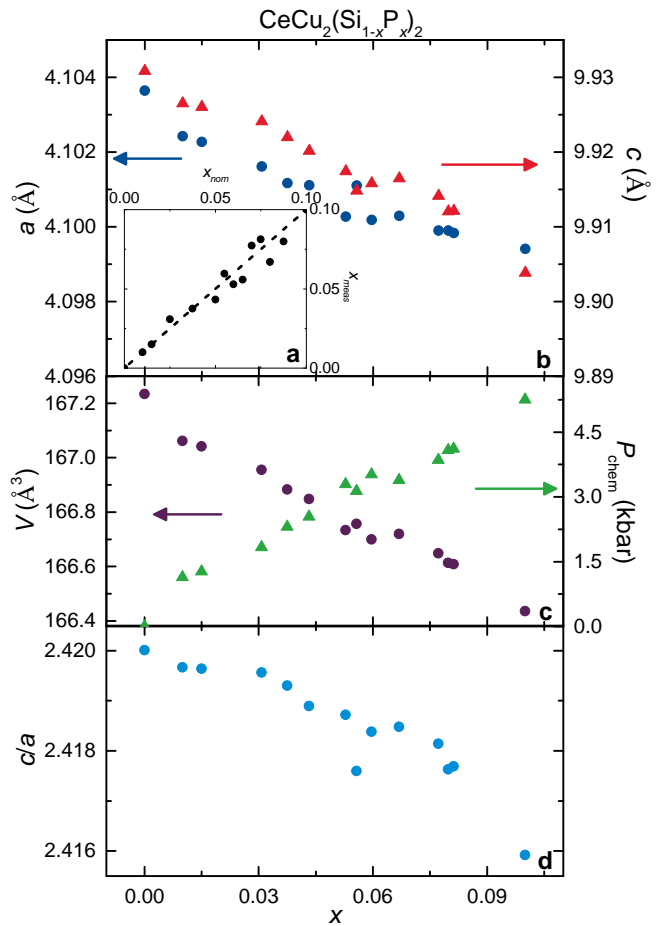 CeCu2(Si1-xPx)2
4.104
4.102
4.100
4.098
4.096
a (Å)
9.93
9.92
9.91
9.90
9.89
c (Å)
xnom
0.00 0.05 0.10
0.10
0.05
0.00
xmeas
a
b
167.2
167.0
166.8
166.6
166.4
V (Å3)
4.5
3.0
1.5
0.0
Pchem (kbar)
c
2.420
2.418
2.416
c/a
d
0.00 0.03 0.06 0.09
x